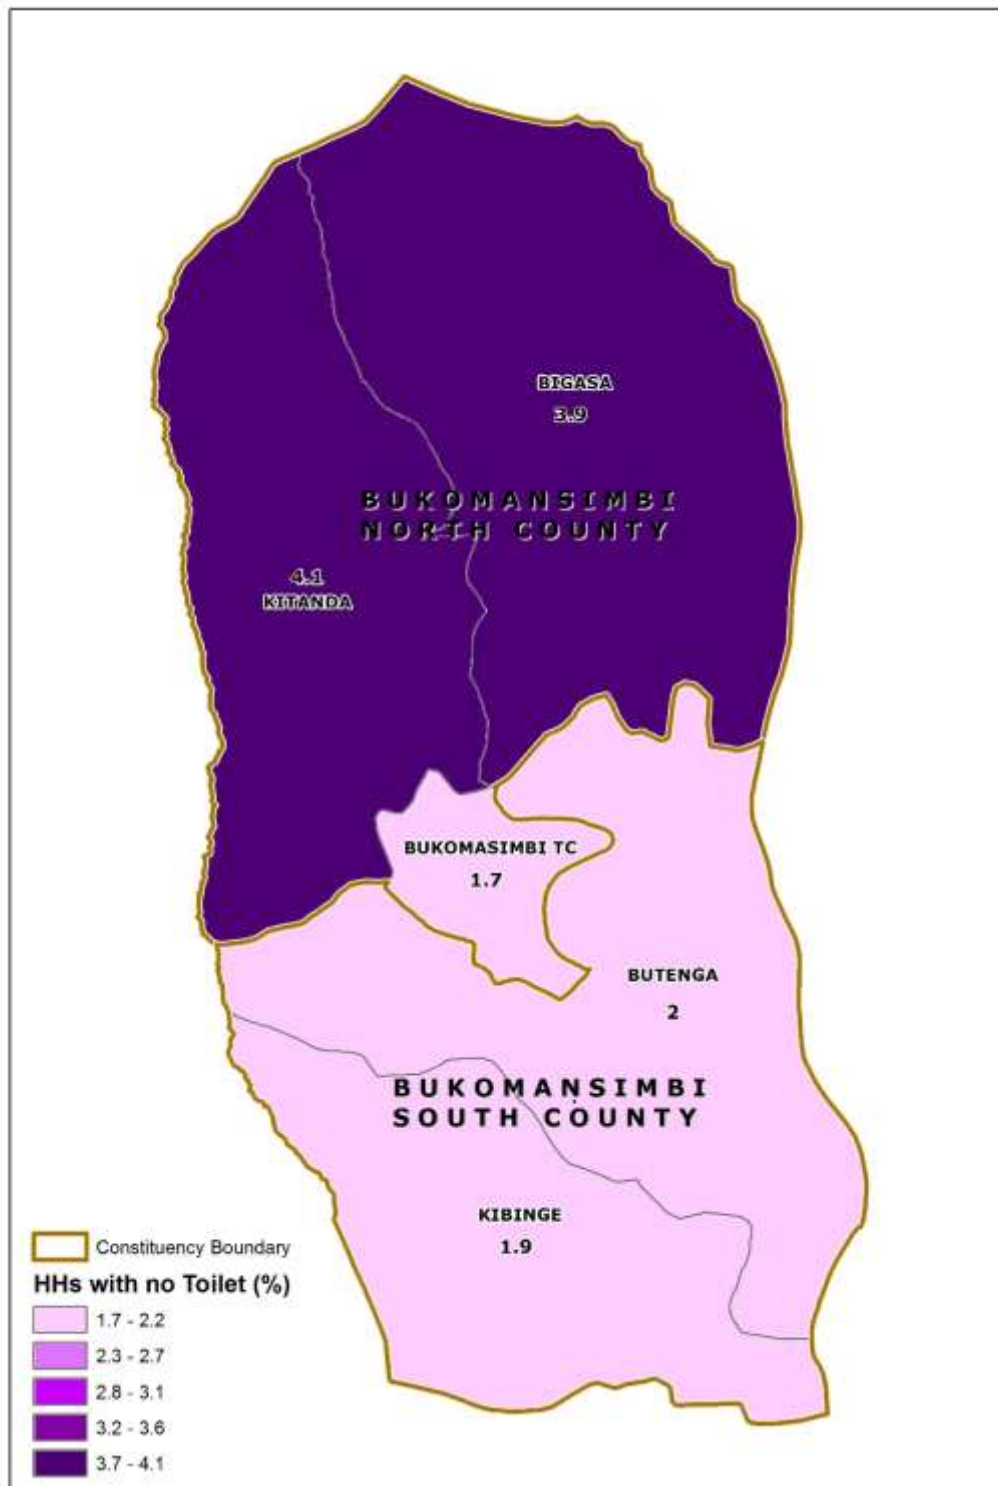 BIGASA
3.9
BUKOMANSIMBI
NORTH COUNTY
4.1
KITANDA
BUKOMASIMBI TC
1.7
BUTENGA
2
BUKOMANSIMBI
SOUTH COUNTY
KIBINGE
1.9
Constituency Boundary
HHs with no Toilet (%)
1.7 - 2.2
2.3 - 2.7
2.8 - 3.1
3.2 - 3.6
3.7 - 4.1